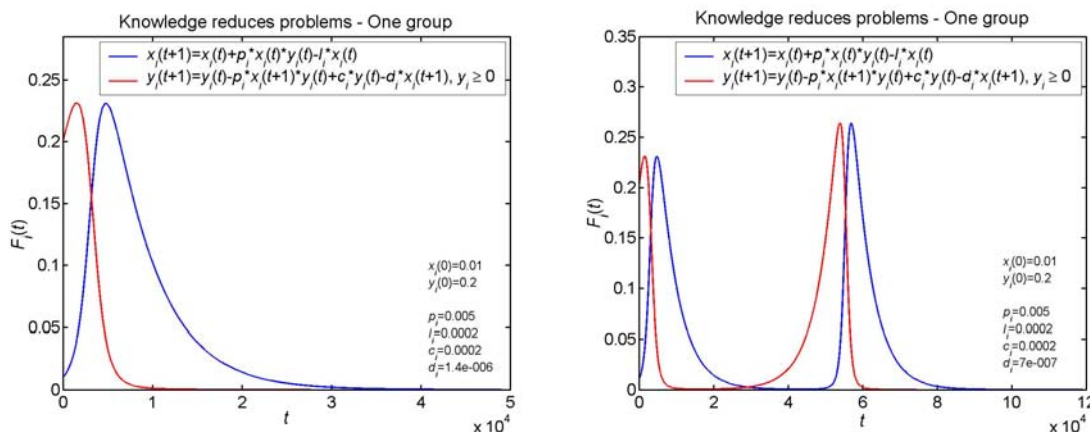 Knowledge reduces problems - One group
x_i(t+1)=x_i(t)+p_i*x_i(t)*y_i(t)-l_i*x_i(t)
y_i(t+1)=y_i(t)-p_i*x_i(t+1)*y_i(t)+c_i*y_i(t)-d_i*x_i(t+1), y_i ≥ 0
0.25
0.2
0.15
0.1
0.05
0
F_i(t)
x_i(0)=0.01
y_i(0)=0.2
p_i=0.005
l_i=0.0002
c_i=0.0002
d_i=1.4e-006
0 1 2 3 4 5
t
x 10^4
Knowledge reduces problems - One group
x_i(t+1)=x_i(t)+p_i*x_i(t)*y_i(t)-l_i*x_i(t)
y_i(t+1)=y_i(t)-p_i*x_i(t+1)*y_i(t)+c_i*y_i(t)-d_i*x_i(t+1), y_i ≥ 0
0.35
0.3
0.25
0.2
0.15
0.1
0.05
0
F_i(t)
x_i(0)=0.01
y_i(0)=0.2
p_i=0.005
l_i=0.0002
c_i=0.0002
d_i=7e-007
0 2 4 6 8 10 12
t
x 10^4